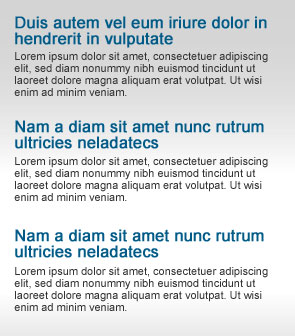 Duis autem vel eum iriure dolor in
hendrerit in vulputate
Lorem ipsum dolor sit amet, consectetuer adipiscing
elit, sed diam nonummy nibh euismod tincidunt ut
laoreet dolore magna aliquam erat volutpat. Ut wisi
enim ad minim veniam.
Nam a diam sit amet nunc rutrum
ultricies neladatecs
Lorem ipsum dolor sit amet, consectetuer adipiscing
elit, sed diam nonummy nibh euismod tincidunt ut
laoreet dolore magna aliquam erat volutpat. Ut wisi
enim ad minim veniam.
Nam a diam sit amet nunc rutrum
ultricies neladatecs
Lorem ipsum dolor sit amet, consectetuer adipiscing
elit, sed diam nonummy nibh euismod tincidunt ut
laoreet dolore magna aliquam erat volutpat. Ut wisi
enim ad minim veniam.